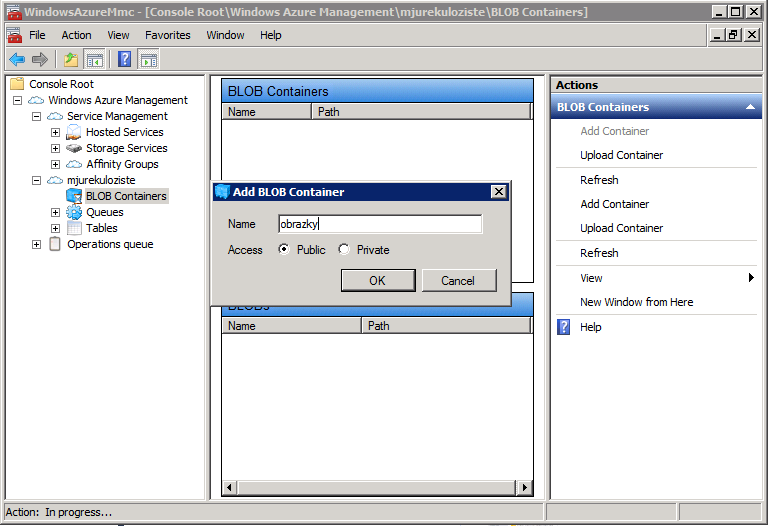 WindowsAzureMmc - [Console Root\Windows Azure Management\mjurekuloziste\BLOB Containers]
File Action View Favorites Window Help
Console Root
Windows Azure Management
Service Management
Hosted Services
Storage Services
Affinity Groups
mjurekuloziste
BLOB Containers
Queues
Tables
Operations queue
BLOB Containers
Name Path
Add BLOB Container
Name obrazky
Access Public Private
OK Cancel
BLOBs
Name Path
Actions
BLOB Containers
Add Container
Upload Container
Refresh
Add Container
Upload Container
Refresh
View
New Window from Here
Help
Action: In progress...